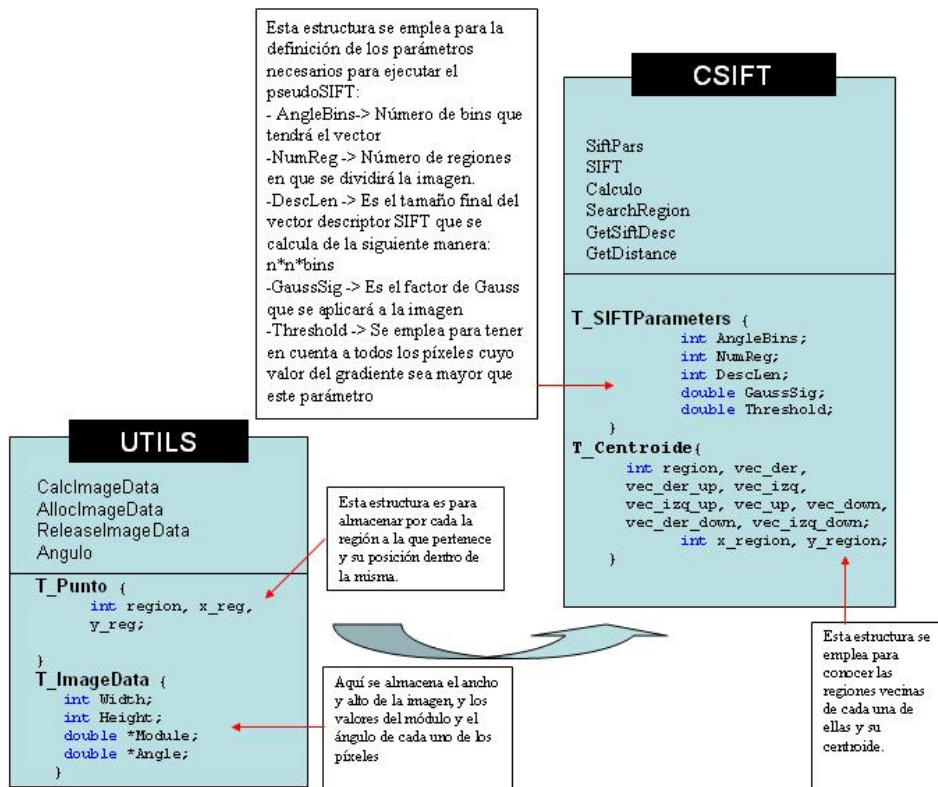 Esta estructura se emplea para la
definición de los parámetros
necesarios para ejecutar el
pseudoSIFT:
- AngleBins-> Número de bins que
tendrá el vector
-NumReg -> Número de regiones
en que se dividirá la imagen.
-DescLen -> Es el tamaño final del
vector descriptor SIFT que se
calcula de la siguiente manera:
n*n*bins
-GaussSig -> Es el factor de Gauss
que se aplicará a la imagen
-Threshold -> Se emplea para tener
en cuenta a todos los píxeles cuyo
valor del gradiente sea mayor que
este parámetro
CSIFT
SiftPars
SIFT
Calculo
SearchRegion
GetSiftDesc
GetDistance
T_SIFTParameters {
int AngleBins;
int NumReg;
int DescLen;
double GaussSig;
double Threshold;
}
T_Centroide{
int region, vec_der,
vec_der_up, vec_izq,
vec_izq_up, vec_up, vec_down,
vec_der_down, vec_izq_down;
int x_region, y_region;
}
UTILS
CalcImageData
AllocImageData
ReleaseImageData
Angulo
T_Punto {
int region, x_reg,
y_reg;
}
T_ImageData {
int Width;
int Height;
double *Module;
double *Angle;
}
Esta estructura es para
almacenar por cada la
región a la que pertenece
y su posición dentro de
la misma.
Aquí se almacena el ancho
y alto de la imagen, y los
valores del módulo y el
ángulo de cada uno de los
píxeles
Esta estructura se
emplea para
conocer las
regiones vecinas
de cada una de
ellas y su
centroide.